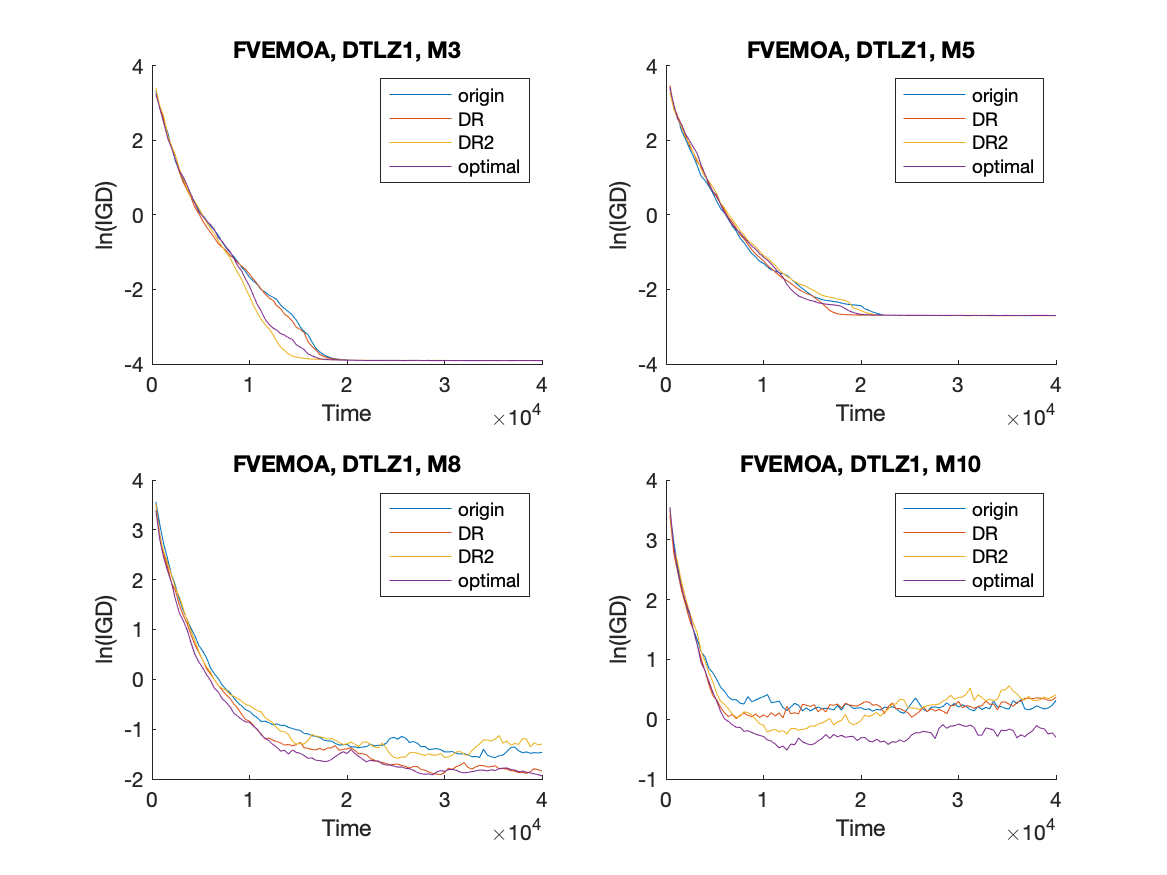 FVEMOA, DTLZ1, M3
4
2
0
-2
-4
ln(IGD)
0
1
2
3
4
Time
×10^4
origin
DR
DR2
optimal
FVEMOA, DTLZ1, M5
4
2
0
-2
-4
ln(IGD)
0
1
2
3
4
Time
×10^4
origin
DR
DR2
optimal
FVEMOA, DTLZ1, M8
4
3
2
1
0
-1
-2
ln(IGD)
0
1
2
3
4
Time
×10^4
origin
DR
DR2
optimal
FVEMOA, DTLZ1, M10
4
3
2
1
0
-1
ln(IGD)
0
1
2
3
4
Time
×10^4
origin
DR
DR2
optimal